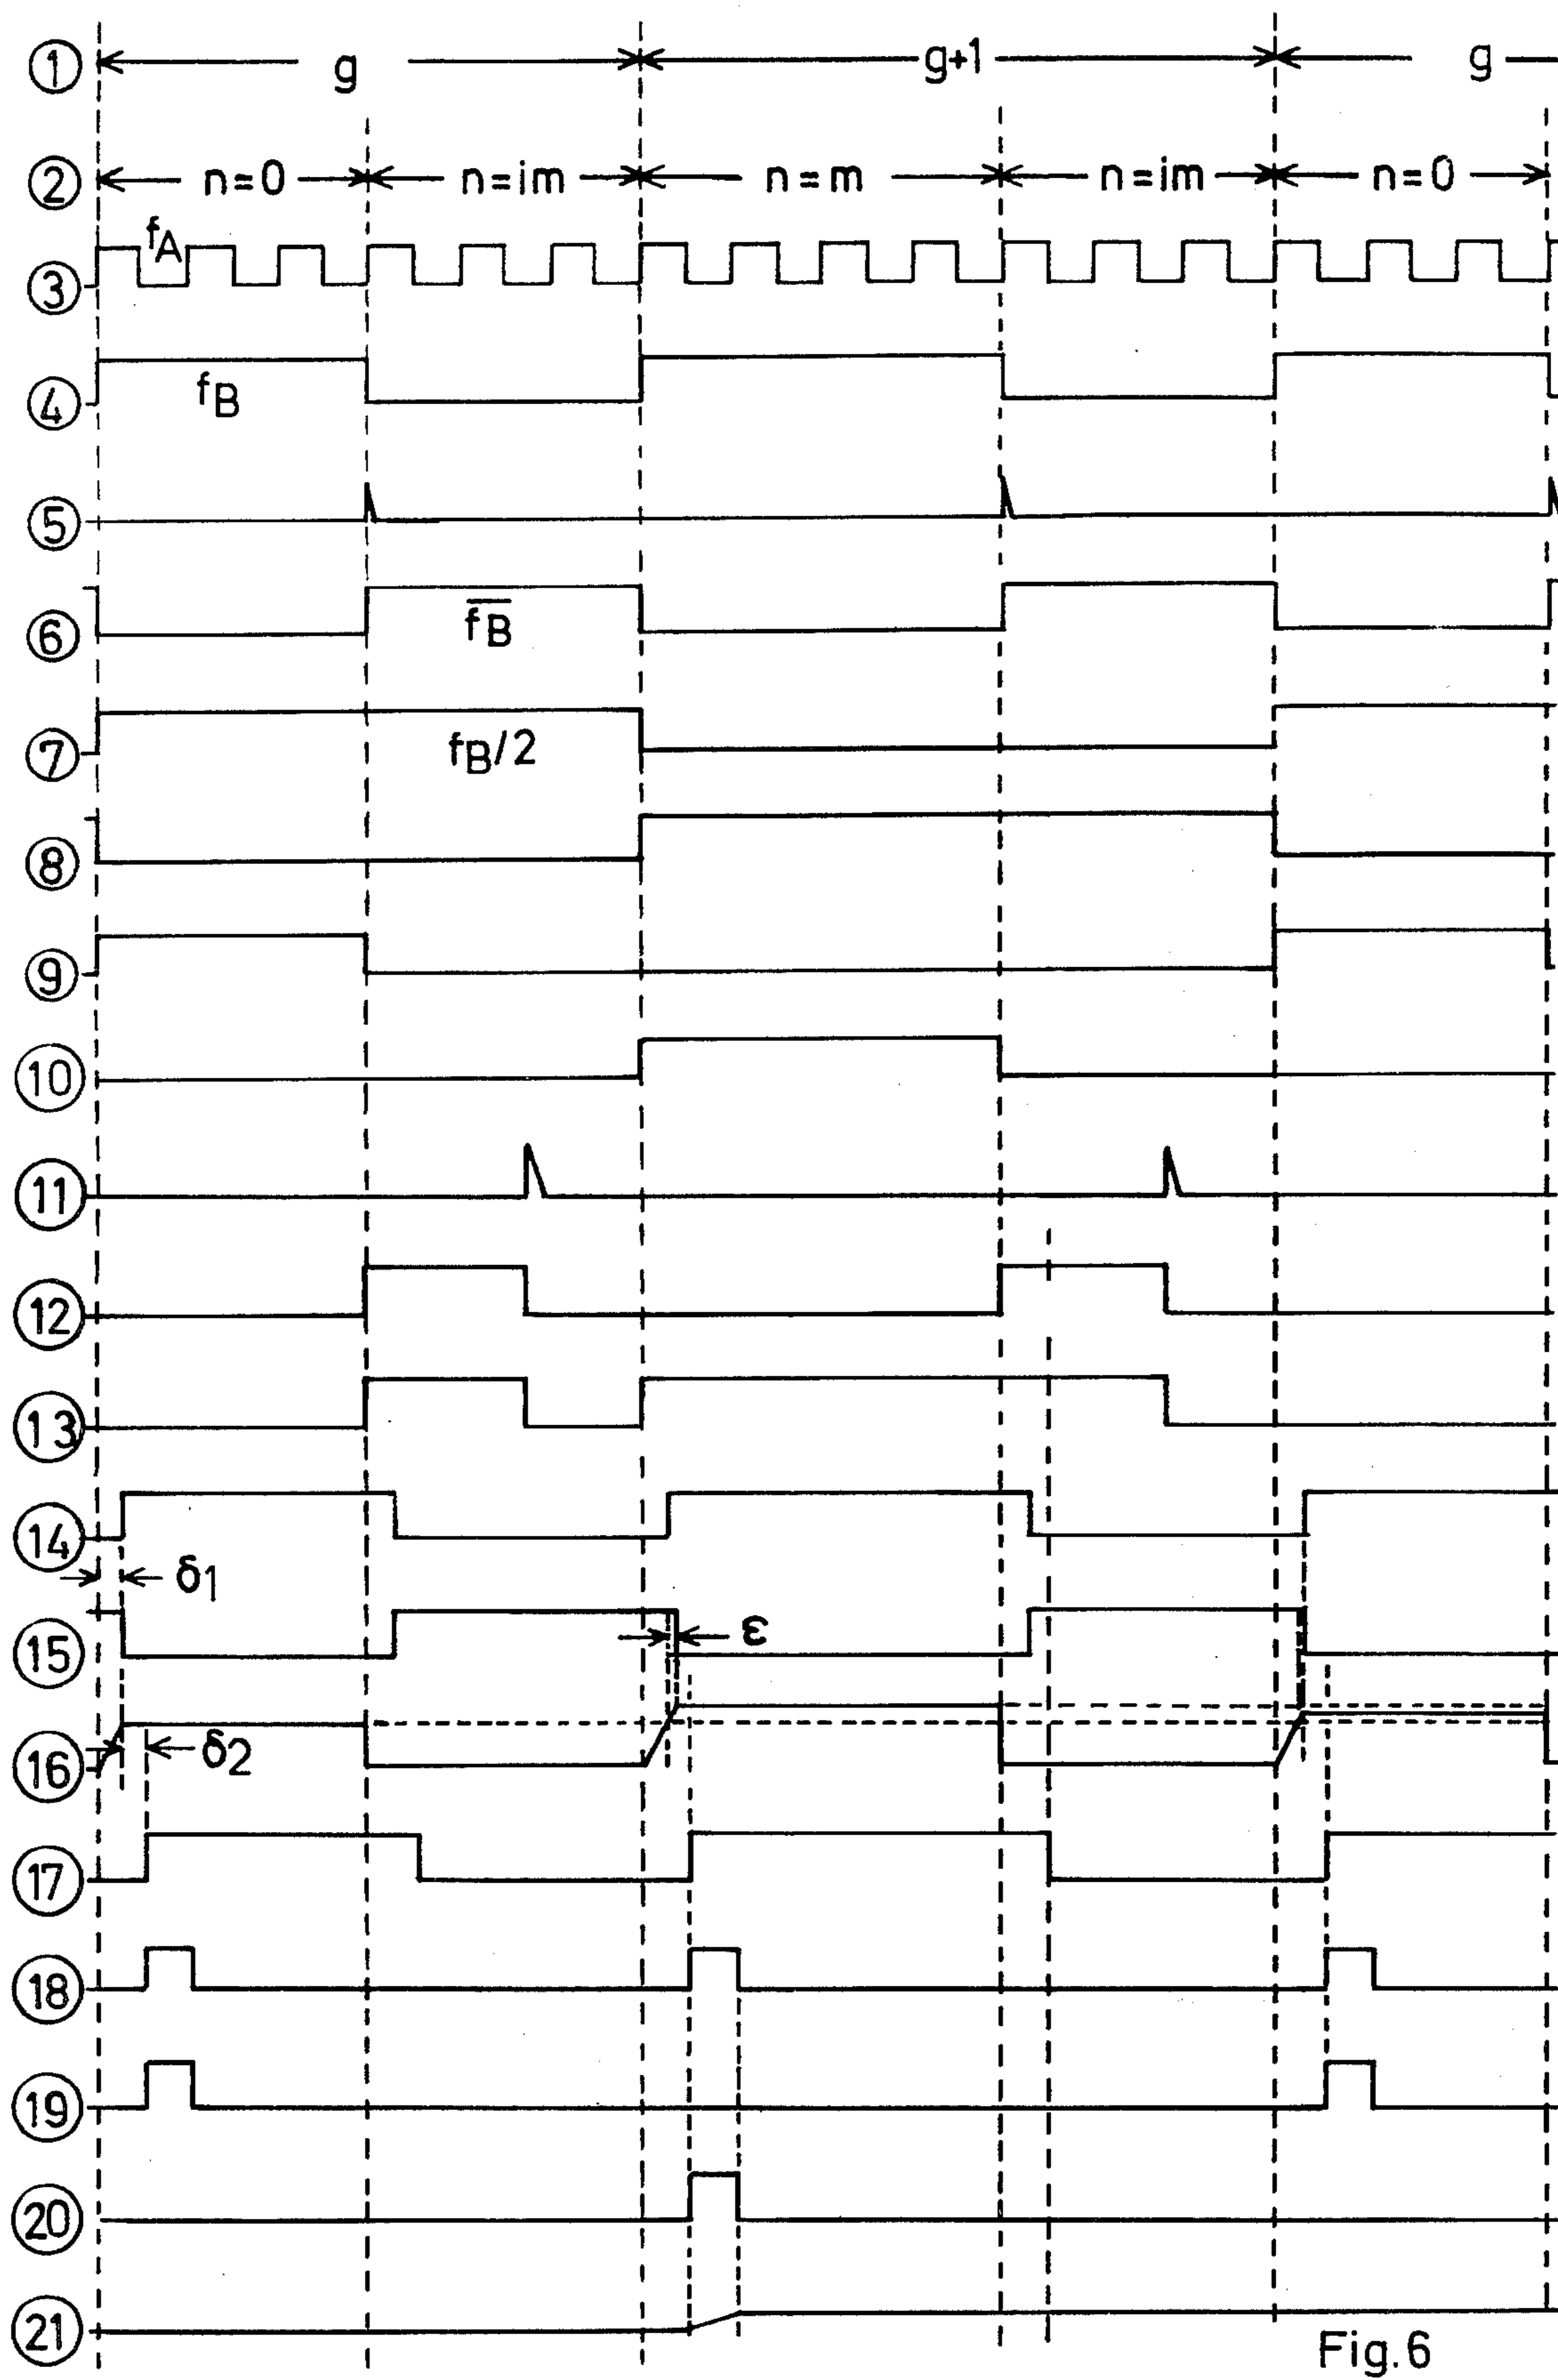 ① g g+1 g
② n=0 n=im n=m n=im n=0
③ fA
④ fB
⑤
⑥ f̅B̅
⑦ fB/2
⑧
⑨
⑩
⑪
⑫
⑬
⑭
δ1
⑮ ε
⑯ δ2
⑰
⑱
⑲
⑳
㉑
Fig.6